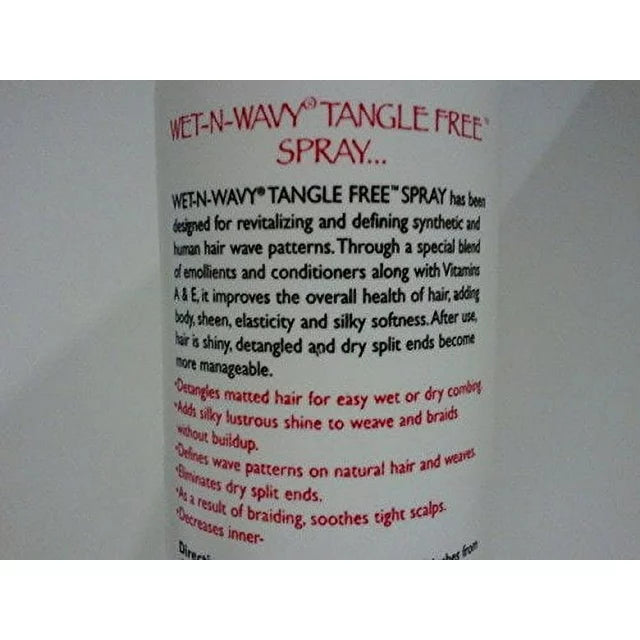 WET-N-WAVY® TANGLE FREE™
SPRAY...
WET-N-WAVY® TANGLE FREE™ SPRAY has been
designed for revitalizing and defining synthetic and
human hair wave patterns. Through a special blend
of emollients and conditioners along with Vitamins
A & E, it improves the overall health of hair, adding
body, sheen, elasticity and silky softness. After use,
hair is shiny, detangled and dry split ends become
more manageable.
•Detangles matted hair for easy wet or dry combing.
•Adds silky lustrous shine to weave and braids
without buildup.
•Defines wave patterns on natural hair and weaves.
•Eliminates dry split ends.
•As a result of braiding, soothes tight scalps.
•Decreases inner-
from